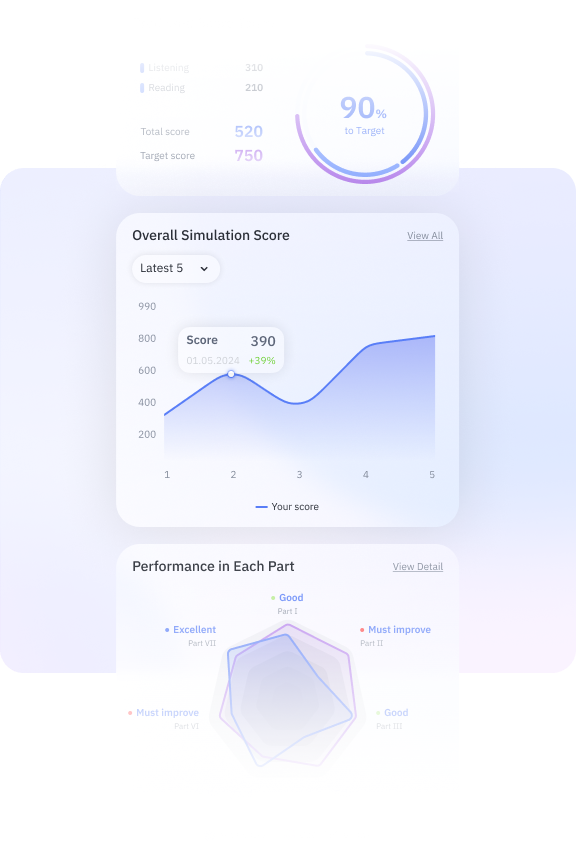 Listening 310
Reading 210
Total score 520
Target score 750
90%
to Target
Overall Simulation Score View All
Latest 5
990
800
600
400
200
Score 390
01.05.2024 +39%
1 2 3 4 5
Your score
Performance in Each Part View Detail
Good
Part I
Excellent
Part VII
Must improve
Part II
Must improve
Part VI
Good
Part III